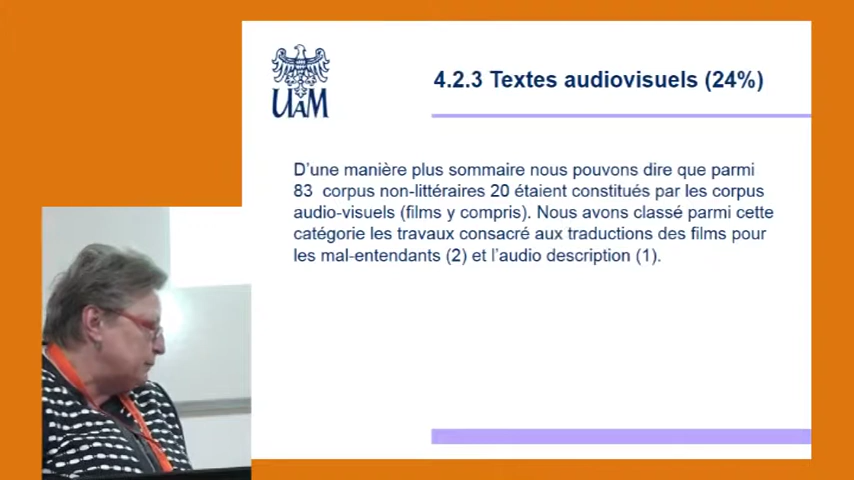 UAM
4.2.3 Textes audiovisuels (24%)
D'une manière plus sommaire nous pouvons dire que parmi
83 corpus non-littéraires 20 étaient constitués par les corpus
audio-visuels (films y compris). Nous avons classé parmi cette
catégorie les travaux consacré aux traductions des films pour
les mal-entendants (2) et l'audio description (1).